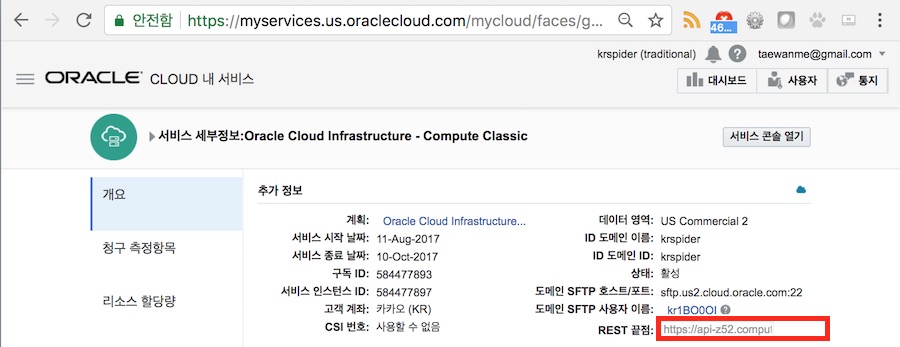 안전함 https://myservices.us.oraclecloud.com/mycloud/faces/g...
46...
krspider (traditional) ? taewanme@gmail.com
ORACLE CLOUD 내 서비스
대시보드 사용자 통지
서비스 세부정보:Oracle Cloud Infrastructure - Compute Classic
서비스 콘솔 열기
개요
청구 측정항목
리소스 할당량
추가 정보
계획: Oracle Cloud Infrastructure...
서비스 시작 날짜: 11-Aug-2017
서비스 종료 날짜: 10-Oct-2017
구독 ID: 584477893
서비스 인스턴스 ID: 584477897
고객 계좌: 카카오 (KR)
CSI 번호: 사용할 수 없음
데이터 영역: US Commercial 2
ID 도메인 이름: krspider
ID 도메인 ID: krspider
상태: 활성
도메인 SFTP 호스트/포트: sftp.us2.cloud.oracle.com:22
도메인 SFTP 사용자 이름: kr1BO0OI ?
REST 끝점: https://api-z52.comput